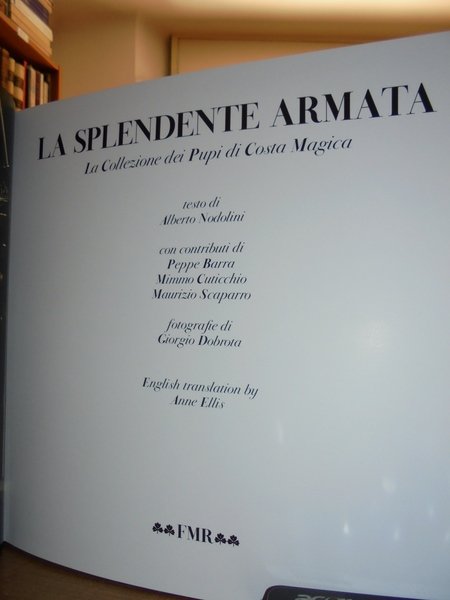 LA SPLENDENTE ARMATA
La Collezione dei Pupi di Costa Magica
testo di
Alberto Nodolini
con contributi di
Peppe Barra
Mimmo Cuticchio
Maurizio Scaparro
fotografie di
Giorgio Dobrota
English translation by
Anne Ellis
FMR